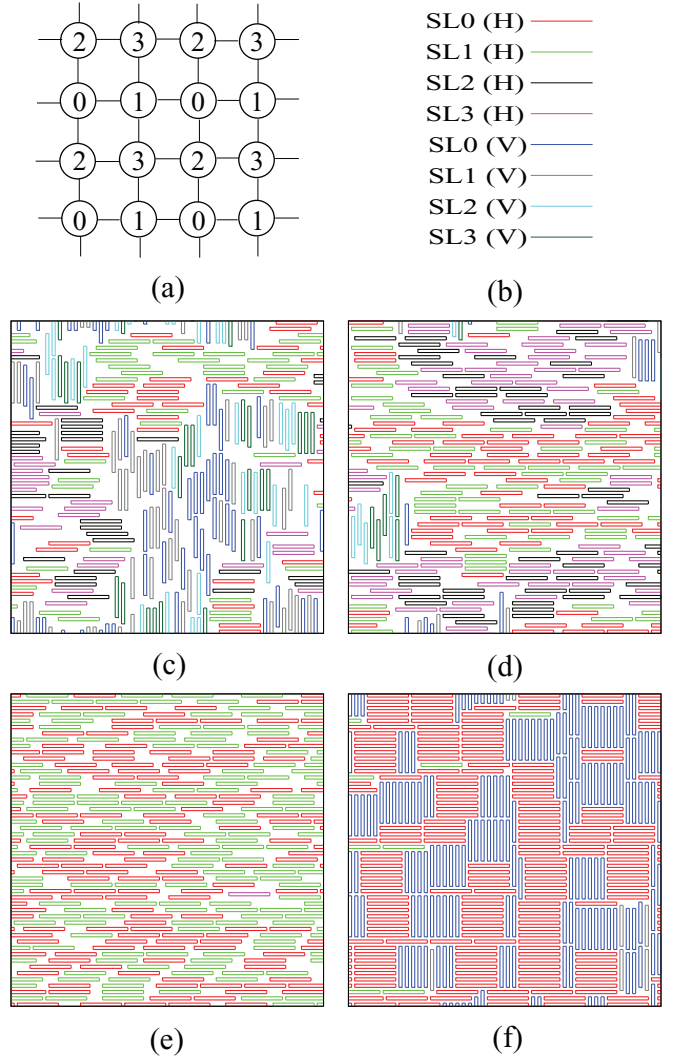 2 3 2 3
0 1 0 1
2 3 2 3
0 1 0 1
(a)
SL0 (H)
SL1 (H)
SL2 (H)
SL3 (H)
SL0 (V)
SL1 (V)
SL2 (V)
SL3 (V)
(b)
(c) (d)
(e) (f)